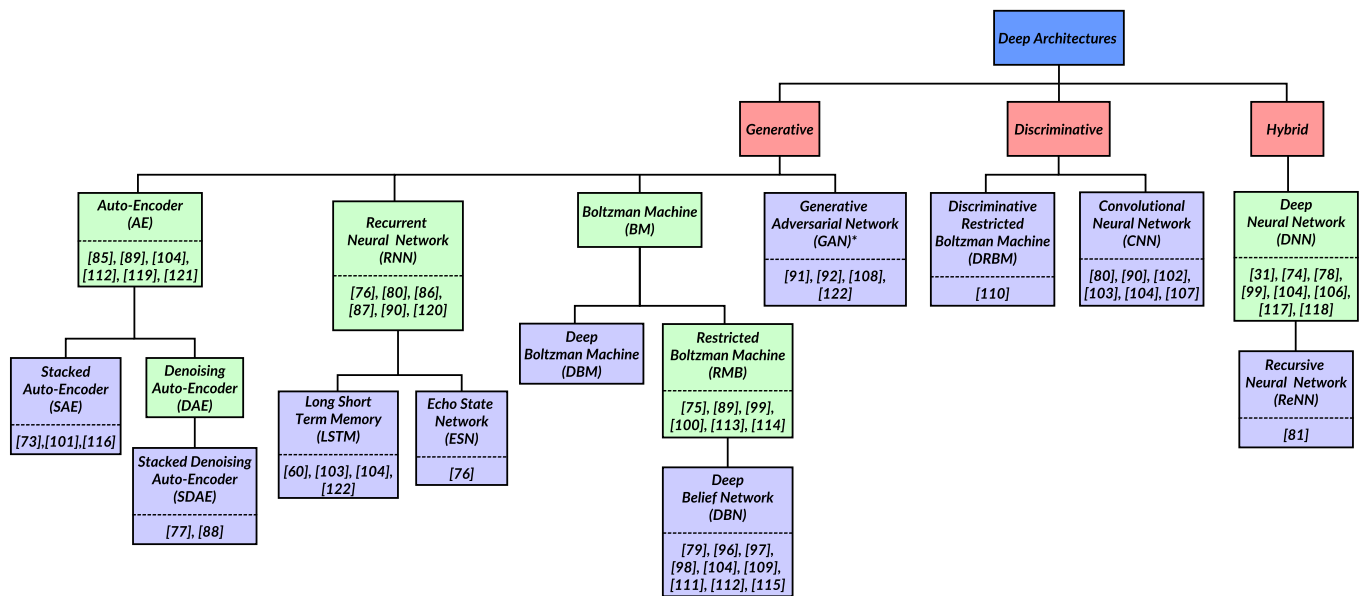 Deep Architectures
Generative
Discriminative
Hybrid
Auto-Encoder
(AE)
[85], [89], [104],
[112], [119], [121]
Recurrent
Neural Network
(RNN)
[76], [80], [86],
[87], [90], [120]
Boltzman Machine
(BM)
Generative
Adversarial Network
(GAN)*
[91], [92], [108],
[122]
Discriminative
Restricted
Boltzman Machine
(DRBM)
[110]
Convolutional
Neural Network
(CNN)
[80], [90], [102],
[103], [104], [107]
Deep
Neural Network
(DNN)
[31], [74], [78],
[99], [104], [106],
[117], [118]
Stacked
Auto-Encoder
(SAE)
[73],[101],[116]
Denoising
Auto-Encoder
(DAE)
Stacked Denoising
Auto-Encoder
(SDAE)
[77], [88]
Long Short
Term Memory
(LSTM)
[60], [103], [104],
[122]
Echo State
Network
(ESN)
[76]
Deep
Boltzman Machine
(DBM)
Restricted
Boltzman Machine
(RMB)
[75], [89], [99],
[100], [113], [114]
Deep
Belief Network
(DBN)
[79], [96], [97],
[98], [104], [109],
[111], [112], [115]
Recursive
Neural Network
(ReNN)
[81]